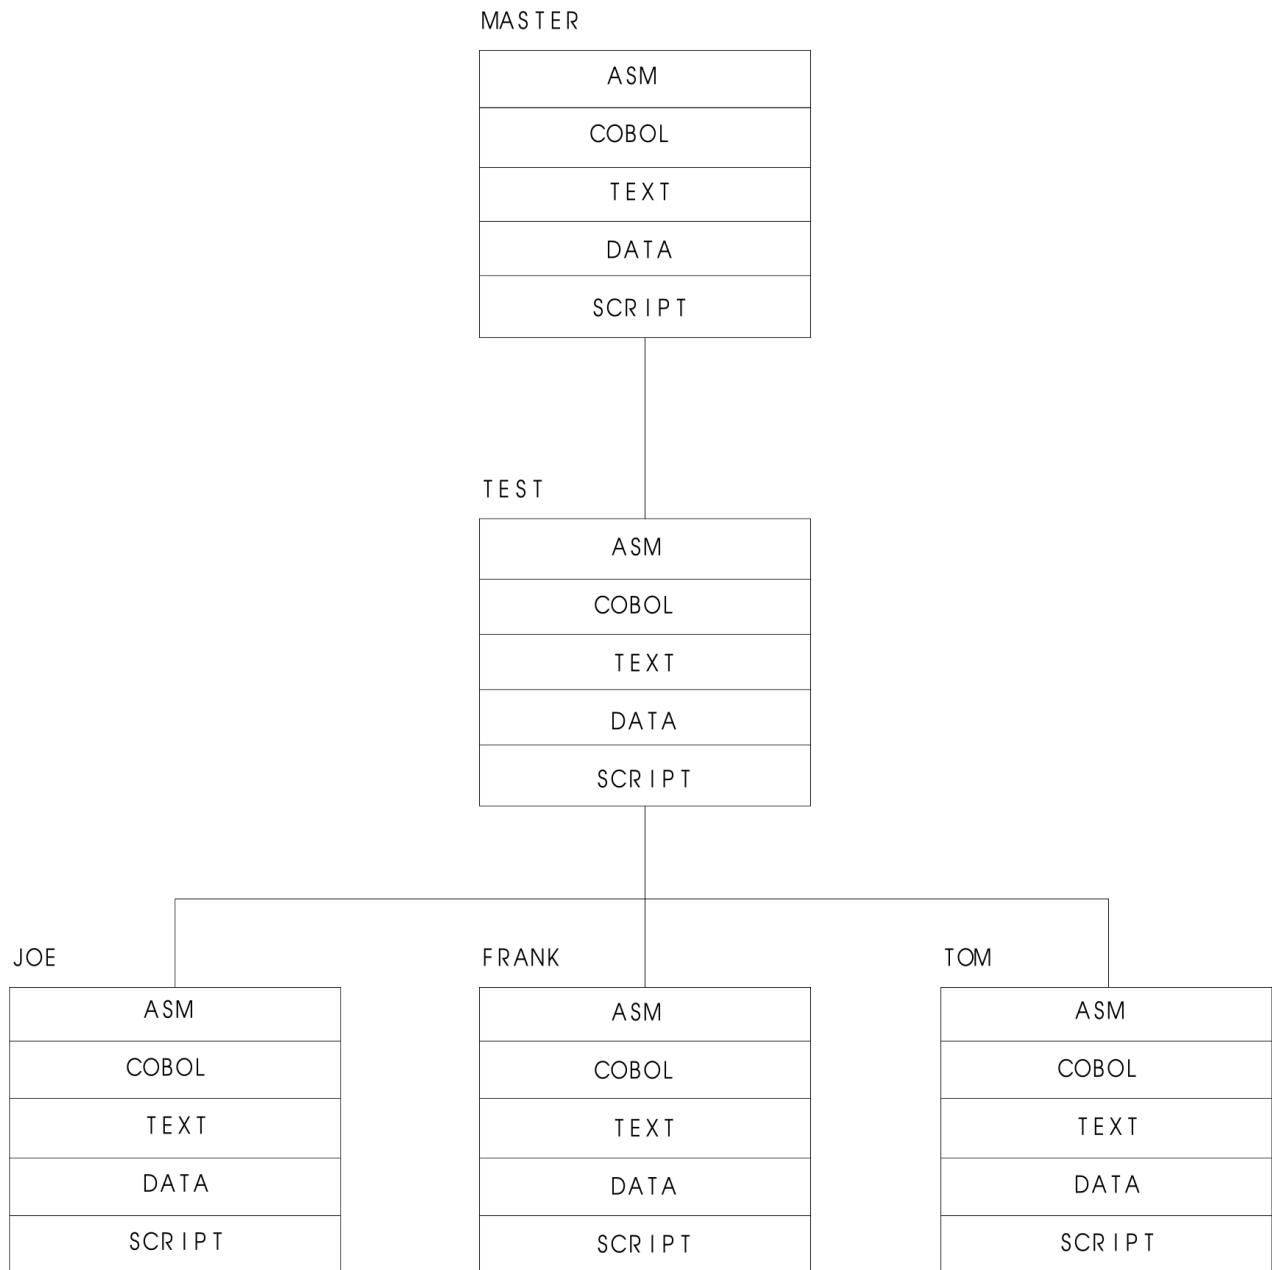 MASTER
ASM
COBOL
TEXT
DATA
SCRIPT
TEST
ASM
COBOL
TEXT
DATA
SCRIPT
JOE
ASM
COBOL
TEXT
DATA
SCRIPT
FRANK
ASM
COBOL
TEXT
DATA
SCRIPT
TOM
ASM
COBOL
TEXT
DATA
SCRIPT